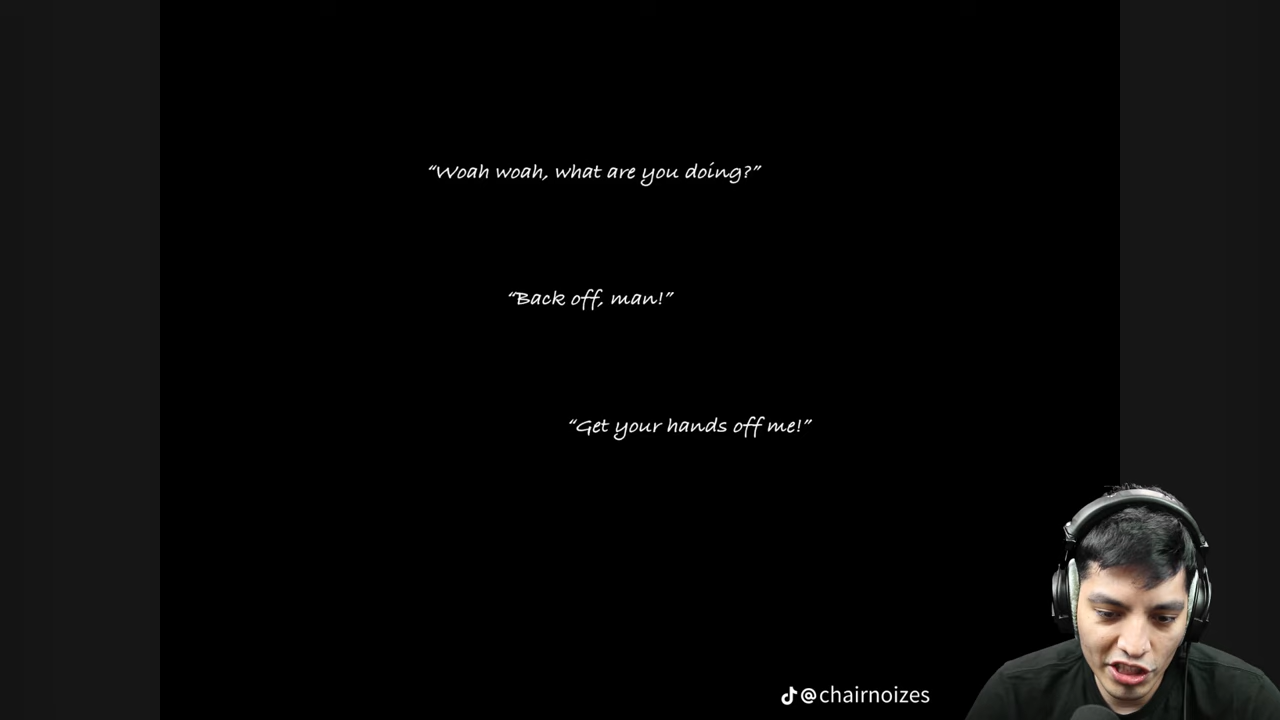 “Woah woah, what are you doing?”
“Back off, man!”
“Get your hands off me!”
@chairnoizes